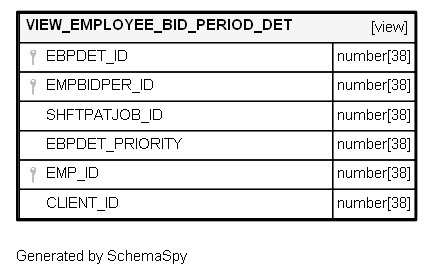 VIEW_EMPLOYEE_BID_PERIOD_DET [view]
EBPDET_ID number[38]
EMPBIDPER_ID number[38]
SHFTPATJOB_ID number[38]
EBPDET_PRIORITY number[38]
EMP_ID number[38]
CLIENT_ID number[38]
Generated by SchemaSpy